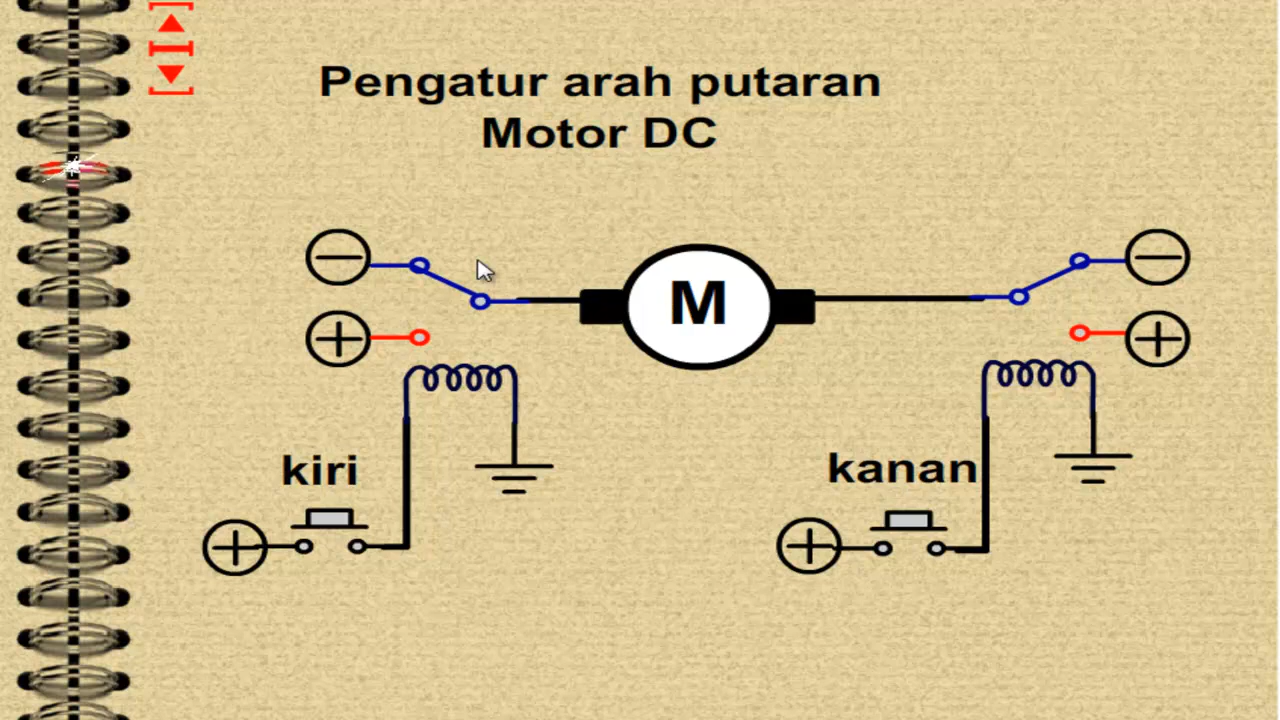 Pengatur arah putaran
Motor DC
M
kiri
kanan